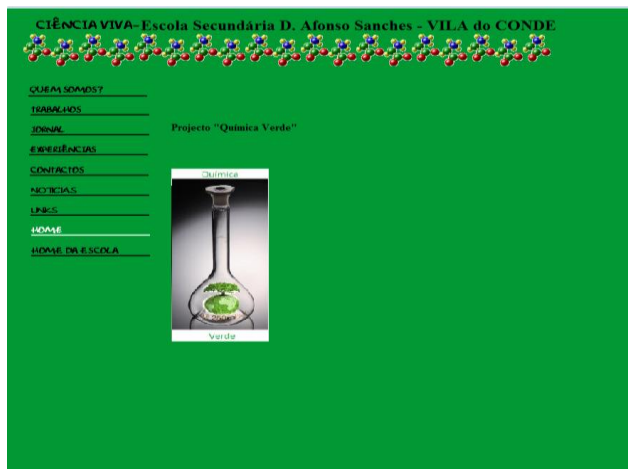 CIÊNCIA VIVA-Escola Secundária D. Afonso Sanches - VILA do CONDE
QUEM SOMOS?
TRABALHOS
JORNAL
EXPERIÊNCIAS
CONTACTOS
NOTICIAS
LINKS
HOME
HOME DA ESCOLA
Projecto "Química Verde"
Química
Verde